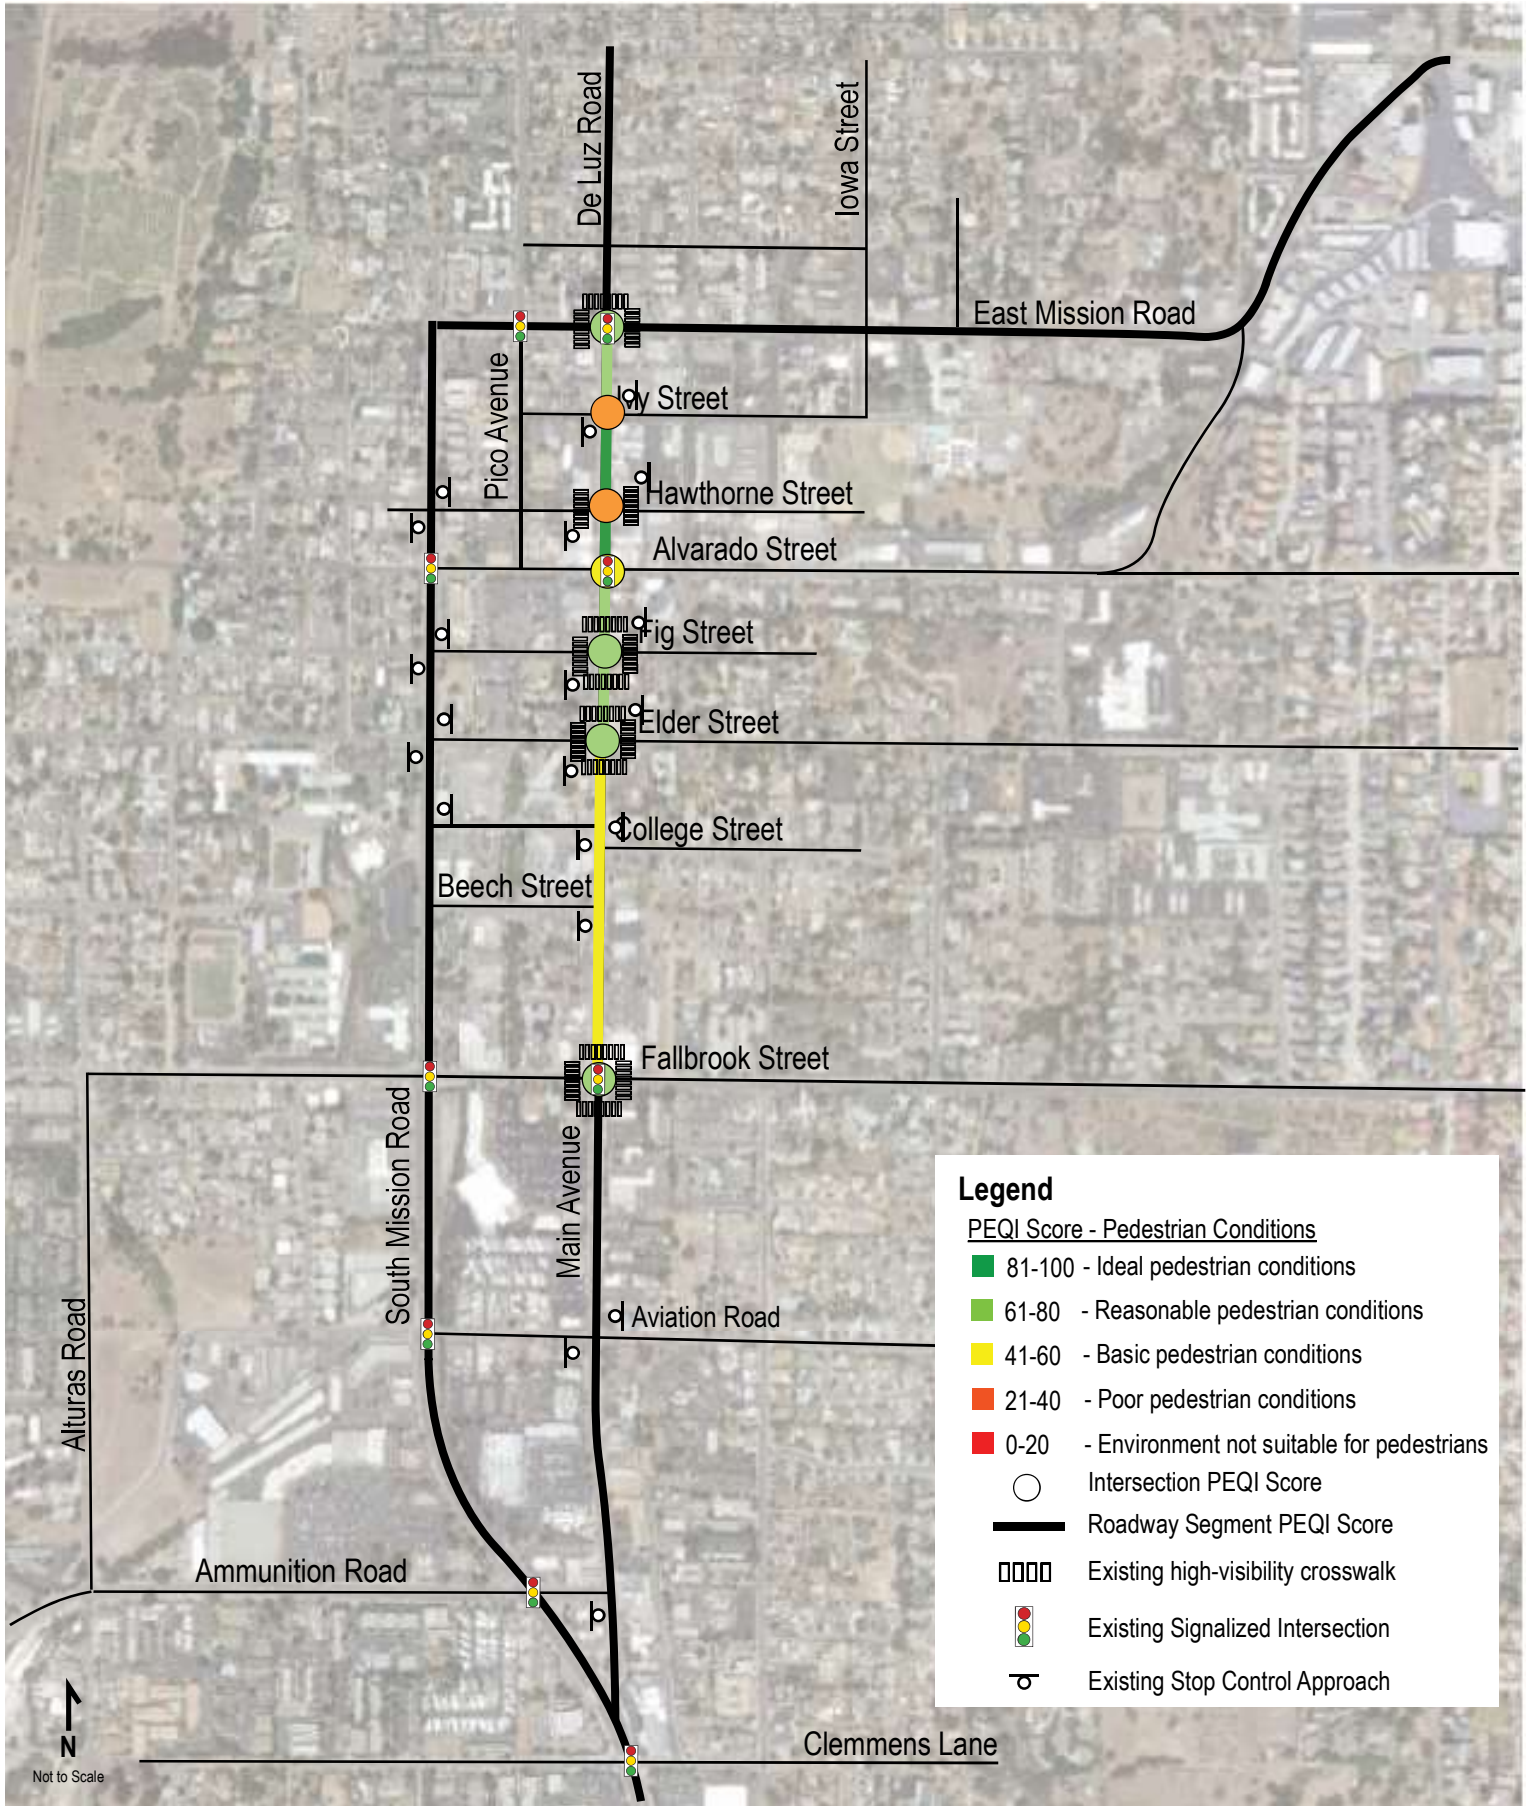 De Luz Road
Iowa Street
East Mission Road
Pico Avenue
Ivy Street
Hawthorne Street
Alvarado Street
Fig Street
Elder Street
College Street
Beech Street
Fallbrook Street
South Mission Road
Main Avenue
Alturas Road
Aviation Road
Ammunition Road
Clemmens Lane
N
Not to Scale
Legend
PEQI Score - Pedestrian Conditions
81-100 - Ideal pedestrian conditions
61-80 - Reasonable pedestrian conditions
41-60 - Basic pedestrian conditions
21-40 - Poor pedestrian conditions
0-20 - Environment not suitable for pedestrians
Intersection PEQI Score
Roadway Segment PEQI Score
Existing high-visibility crosswalk
Existing Signalized Intersection
Existing Stop Control Approach